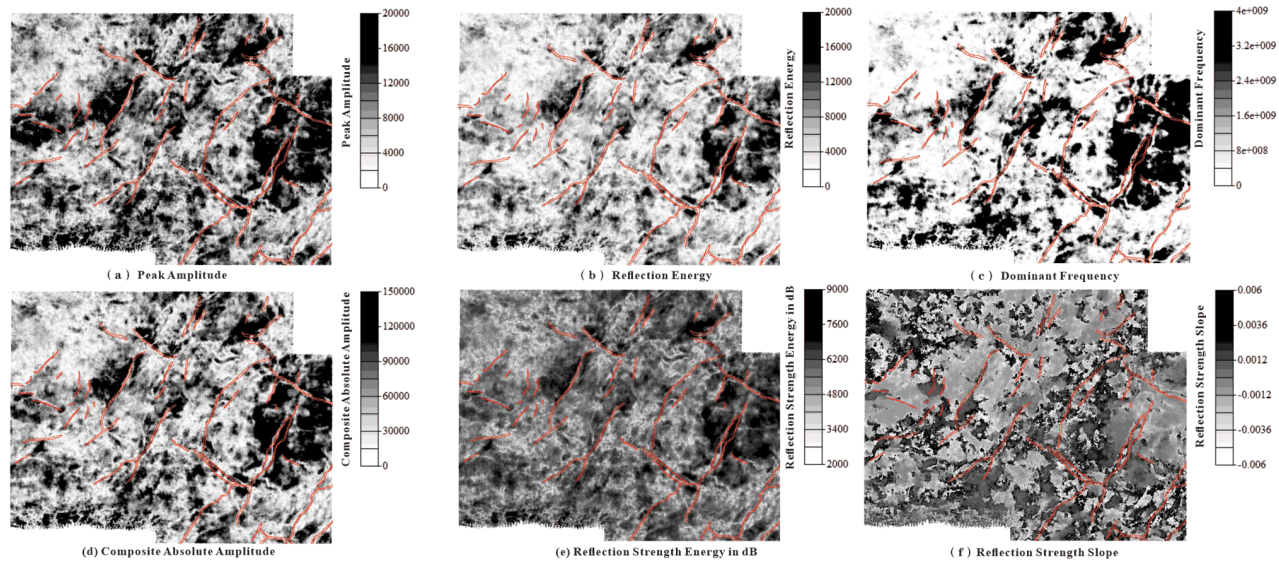 20000
16000
12000
8000
4000
0
Peak Amplitude
( a ) Peak Amplitude
20000
16000
12000
8000
4000
0
Reflection Energy
( b ) Reflection Energy
4e+009
3.2e+009
2.4e+009
1.6e+009
8e+008
0
Dominant Frequency
( c ) Dominant Frequency
150000
120000
90000
60000
30000
0
Composite Absolute Amplitude
(d) Composite Absolute Amplitude
9000
7600
6200
4800
3400
2000
Reflection Strength Energy in dB
(e) Reflection Strength Energy in dB
0.006
0.0036
0.0012
-0.0012
-0.0036
-0.006
Reflection Strength Slope
( f ) Reflection Strength Slope